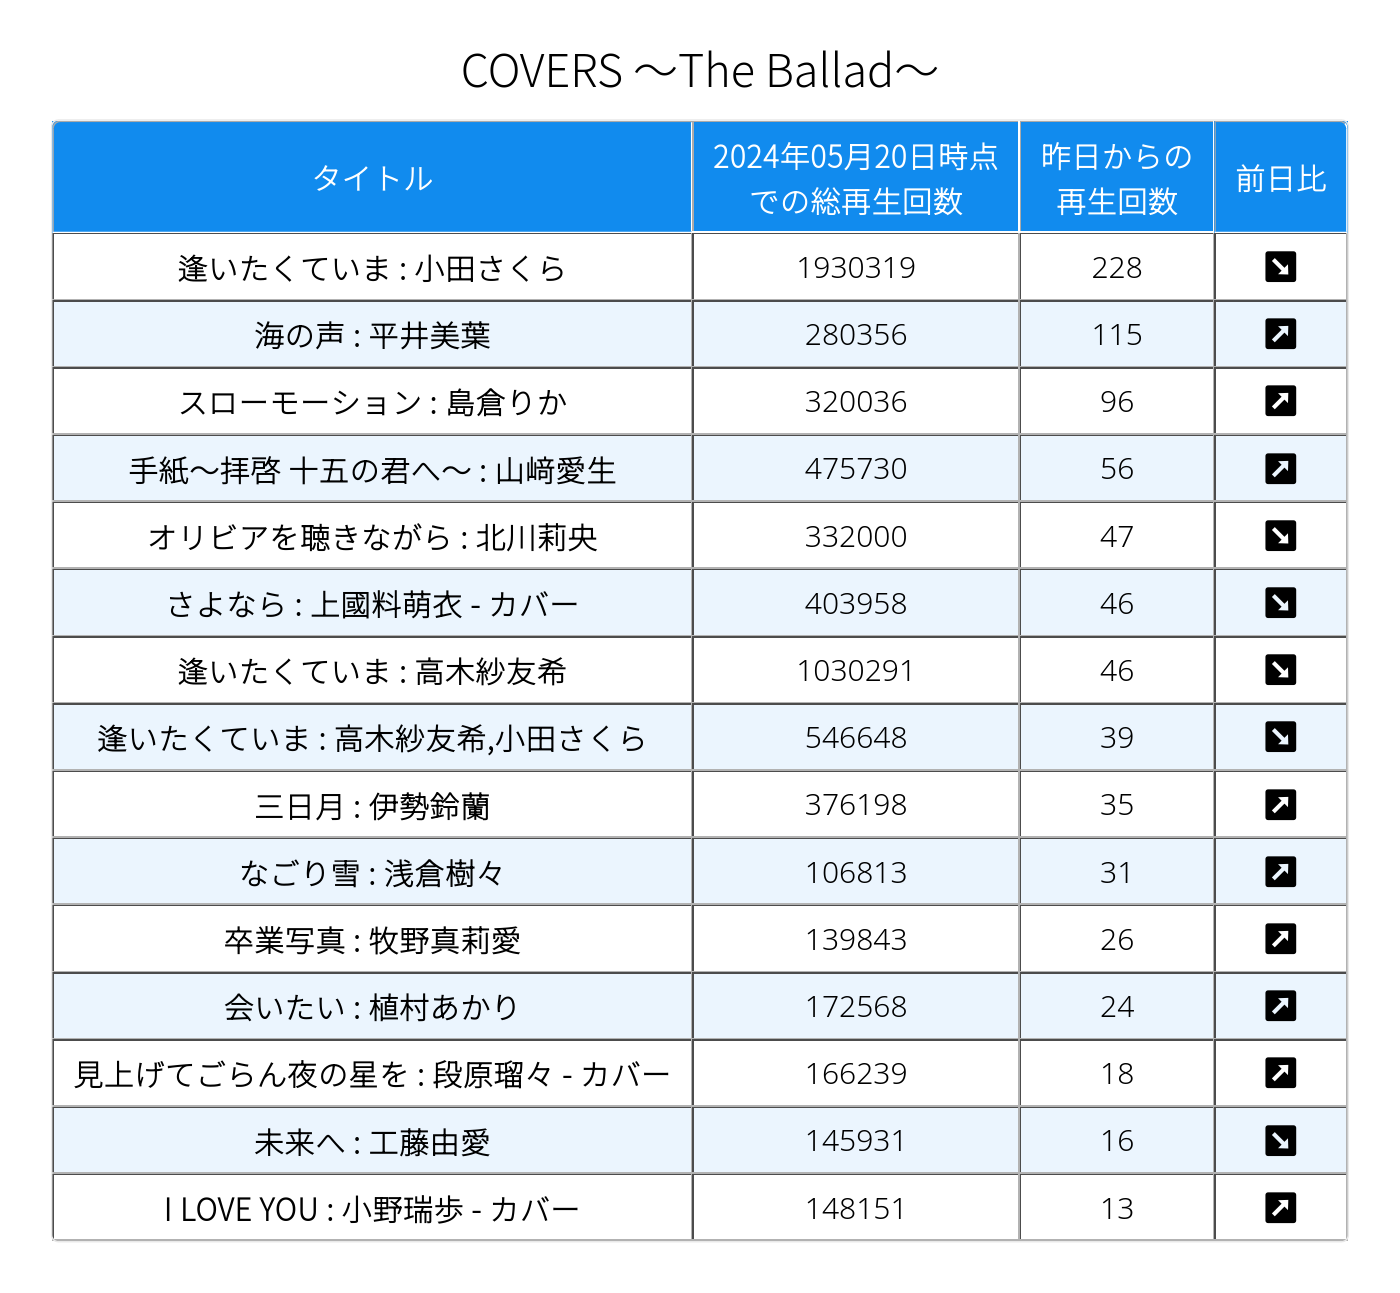 COVERS ～The Ballad～
タイトル 2024年05月20日時点 昨日からの 前日比
での総再生回数 再生回数
逢いたくていま : 小田さくら 1930319 228 ↘
海の声 : 平井美葉 280356 115 ↗
スローモーション : 島倉りか 320036 96 ↗
手紙～拝啓 十五の君へ～ : 山﨑愛生 475730 56 ↗
オリビアを聴きながら : 北川莉央 332000 47 ↘
さよなら : 上國料萌衣 - カバー 403958 46 ↘
逢いたくていま : 高木紗友希 1030291 46 ↘
逢いたくていま : 高木紗友希,小田さくら 546648 39 ↘
三日月 : 伊勢鈴蘭 376198 35 ↗
なごり雪 : 浅倉樹々 106813 31 ↗
卒業写真 : 牧野真莉愛 139843 26 ↗
会いたい : 植村あかり 172568 24 ↗
見上げてごらん夜の星を : 段原瑠々 - カバー 166239 18 ↗
未来へ : 工藤由愛 145931 16 ↘
I LOVE YOU : 小野瑞歩 - カバー 148151 13 ↗